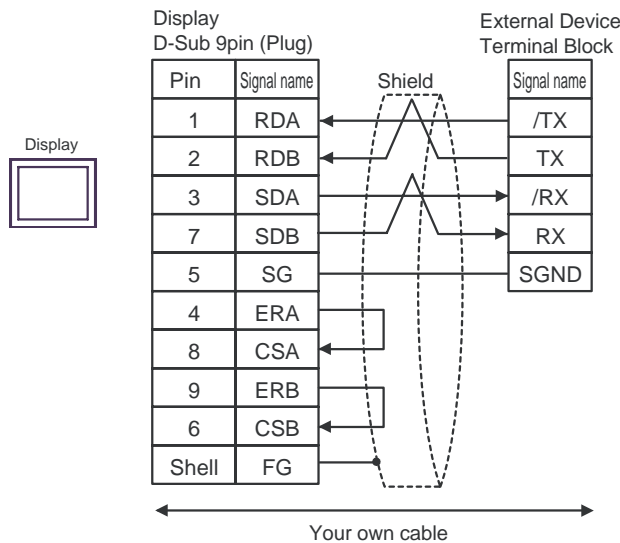 Display
D-Sub 9pin (Plug)
External Device
Terminal Block
Pin Signal name
Shield
Signal name
1 RDA /TX
Display
2 RDB TX
3 SDA /RX
7 SDB RX
5 SG SGND
4 ERA
8 CSA
9 ERB
6 CSB
Shell FG
Your own cable